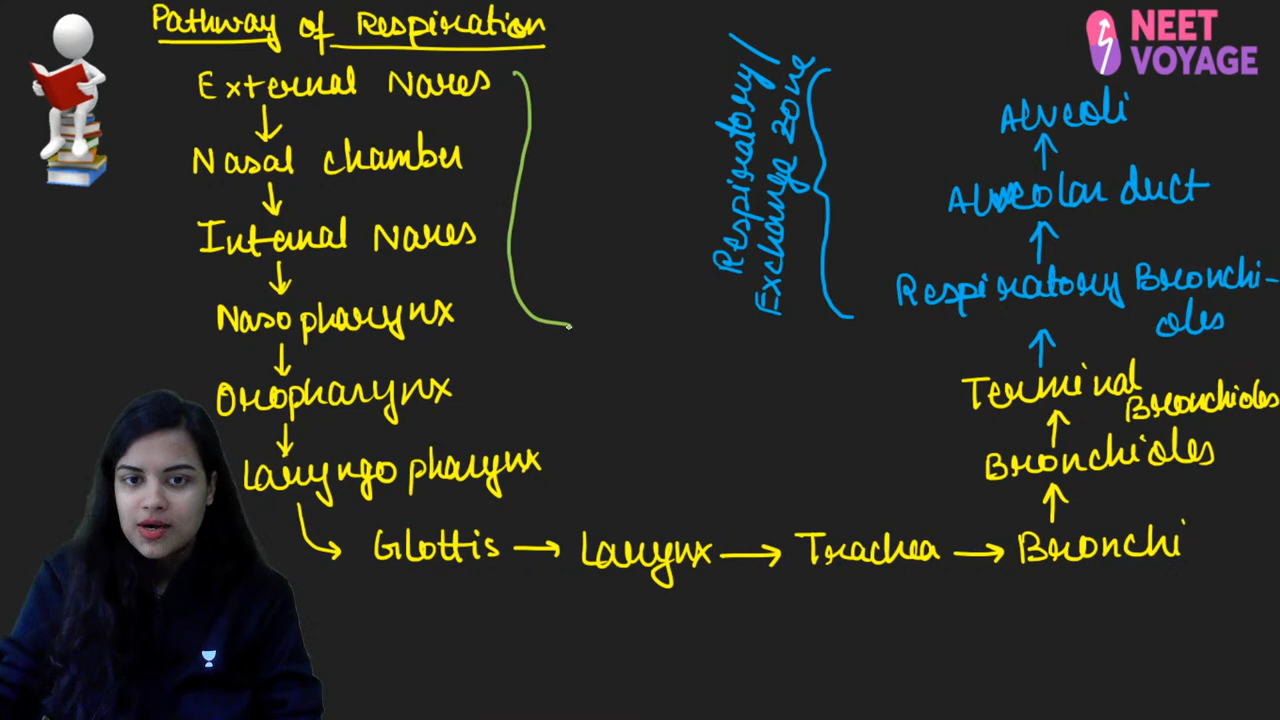 Pathway of Respiration
External Nares
Nasal chamber
Internal Nares
Nasopharynx
Oropharynx
Laryngopharynx
Glottis → Larynx → Trachea → Bronchi
Bronchioles
Terminal Bronchioles
Respiratory Bronchi-
oles
Alveolar duct
Alveoli
Respiratory/
Exchange zone
NEET
VOYAGE